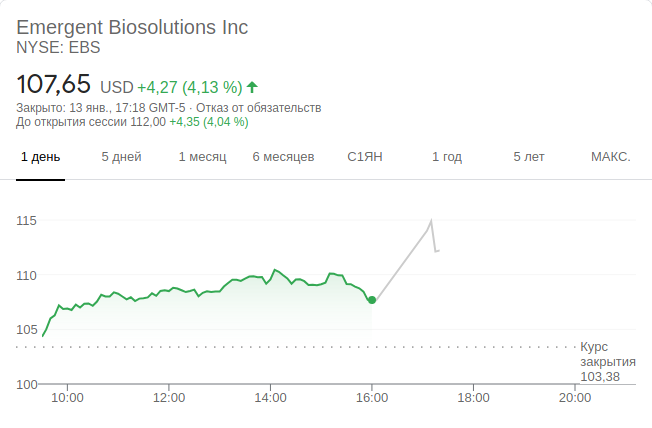 Emergent Biosolutions Inc
NYSE: EBS
107,65 USD +4,27 (4,13 %)
Закрыто: 13 янв., 17:18 GMT-5 · Отказ от обязательств
До открытия сессии 112,00 +4,35 (4,04 %)
1 день 5 дней 1 месяц 6 месяцев С1ЯН 1 год 5 лет МАКС.
115
110
105
Курс
закрытия
103,38
100
10:00 12:00 14:00 16:00 18:00 20:00